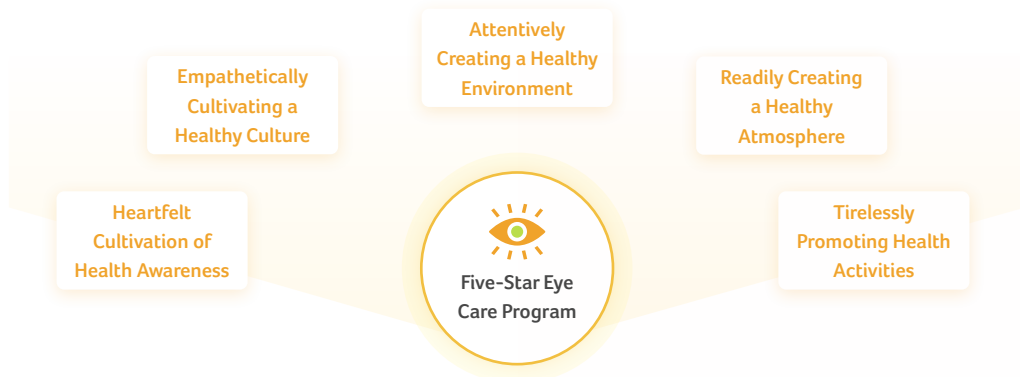 Attentively
Creating a Healthy
Environment
Empathetically
Cultivating a
Healthy Culture
Readily Creating
a Healthy
Atmosphere
Heartfelt
Cultivation of
Health Awareness
Tirelessly
Promoting Health
Activities
Five-Star Eye
Care Program